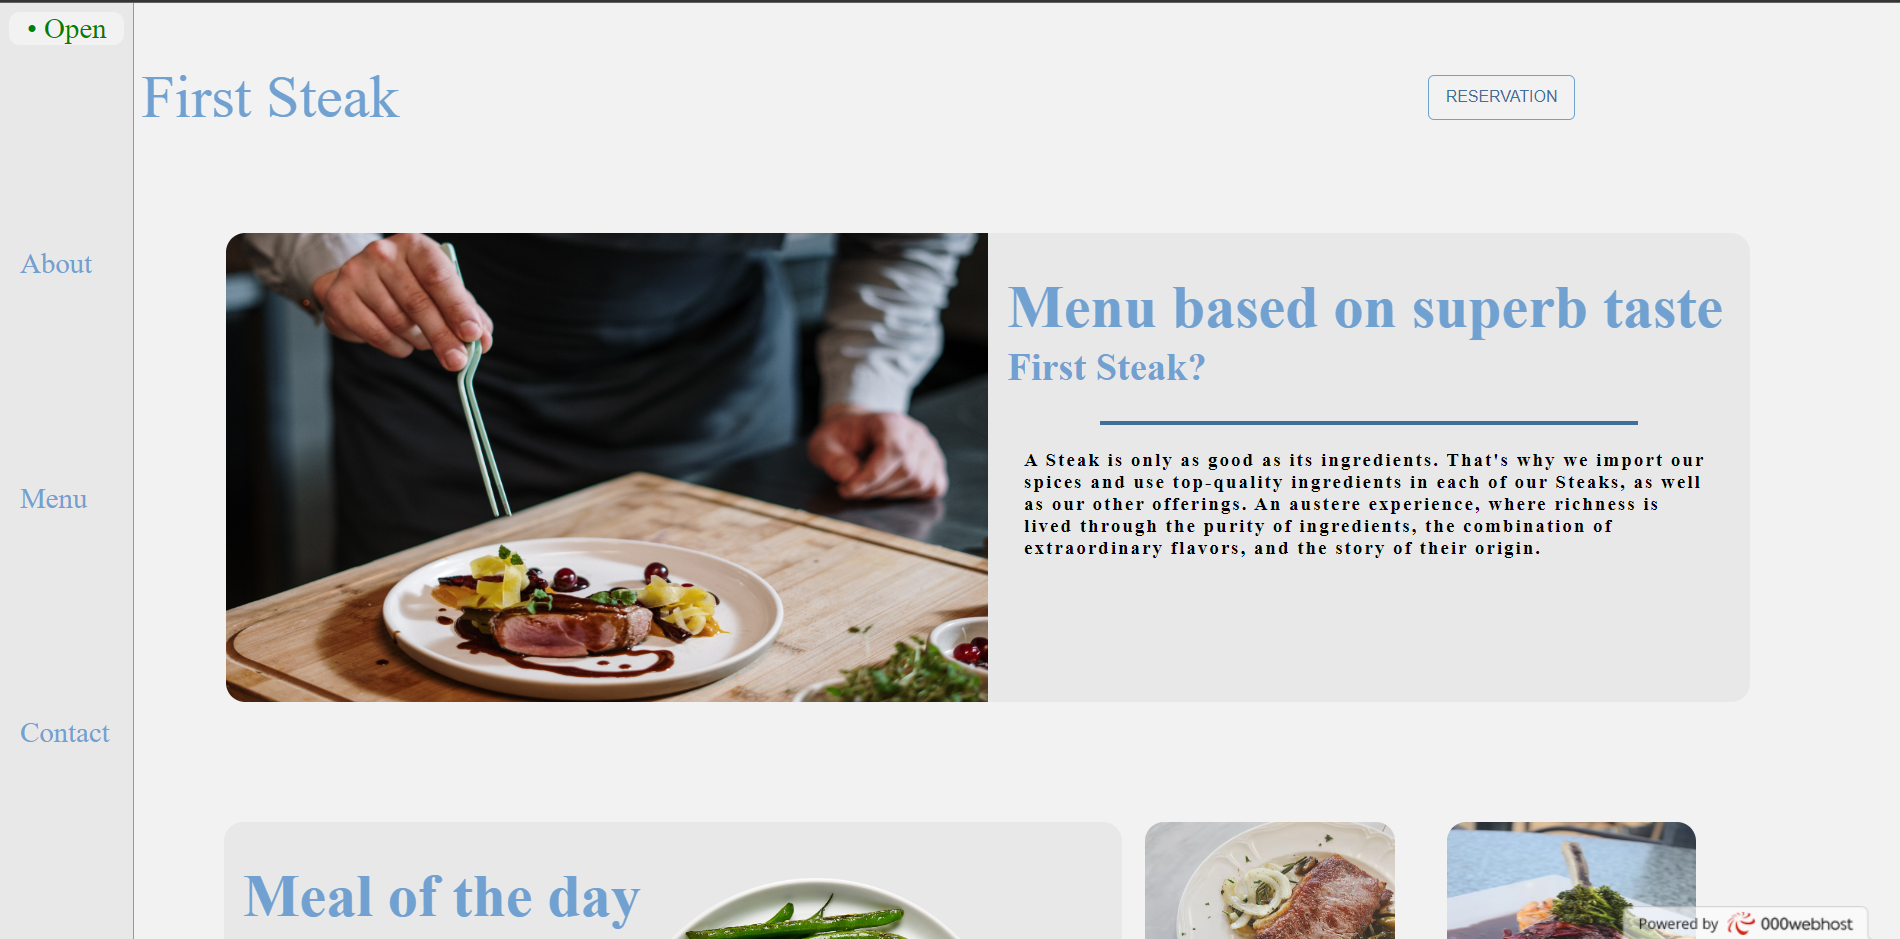 • Open
First Steak
RESERVATION
About
Menu
Contact
Menu based on superb taste
First Steak?
A Steak is only as good as its ingredients. That's why we import our
spices and use top-quality ingredients in each of our Steaks, as well
as our other offerings. An austere experience, where richness is
lived through the purity of ingredients, the combination of
extraordinary flavors, and the story of their origin.
Meal of the day
Powered by 000webhost